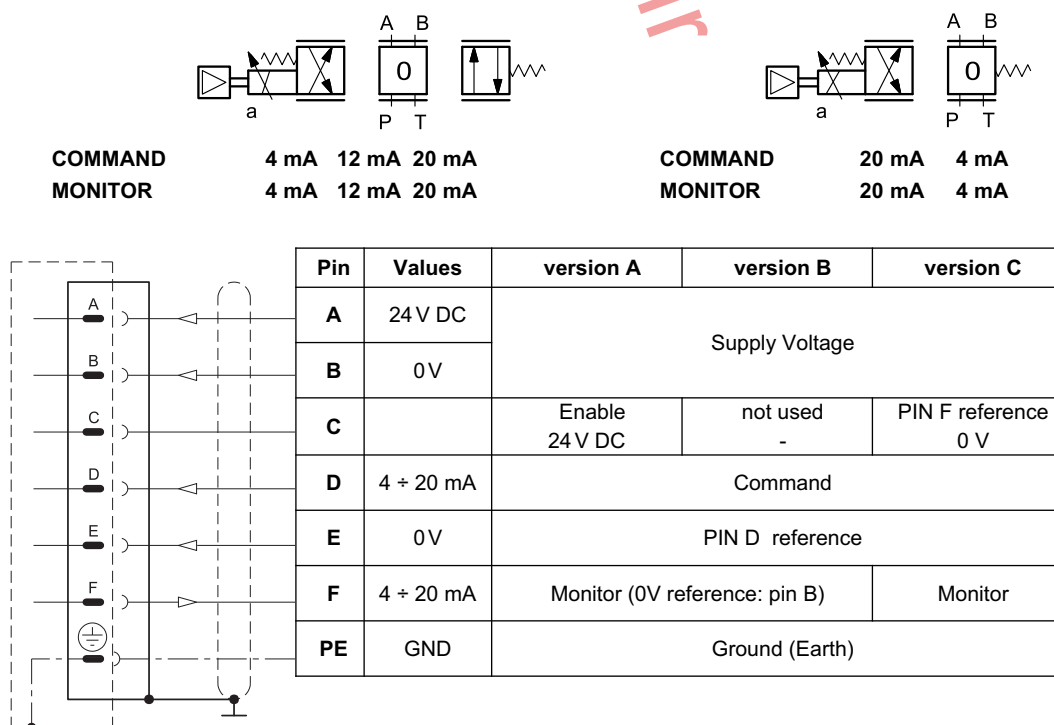 A B A B
0 0
a a
P T P T
COMMAND 4 mA 12 mA 20 mA COMMAND 20 mA 4 mA
MONITOR 4 mA 12 mA 20 mA MONITOR 20 mA 4 mA
Pin Values version A version B version C
A A 24 V DC
Supply Voltage
B B 0 V
C C Enable not used PIN F reference
24 V DC - 0 V
D D 4 ÷ 20 mA Command
E E 0 V PIN D reference
F F 4 ÷ 20 mA Monitor (0V reference: pin B) Monitor
PE GND Ground (Earth)